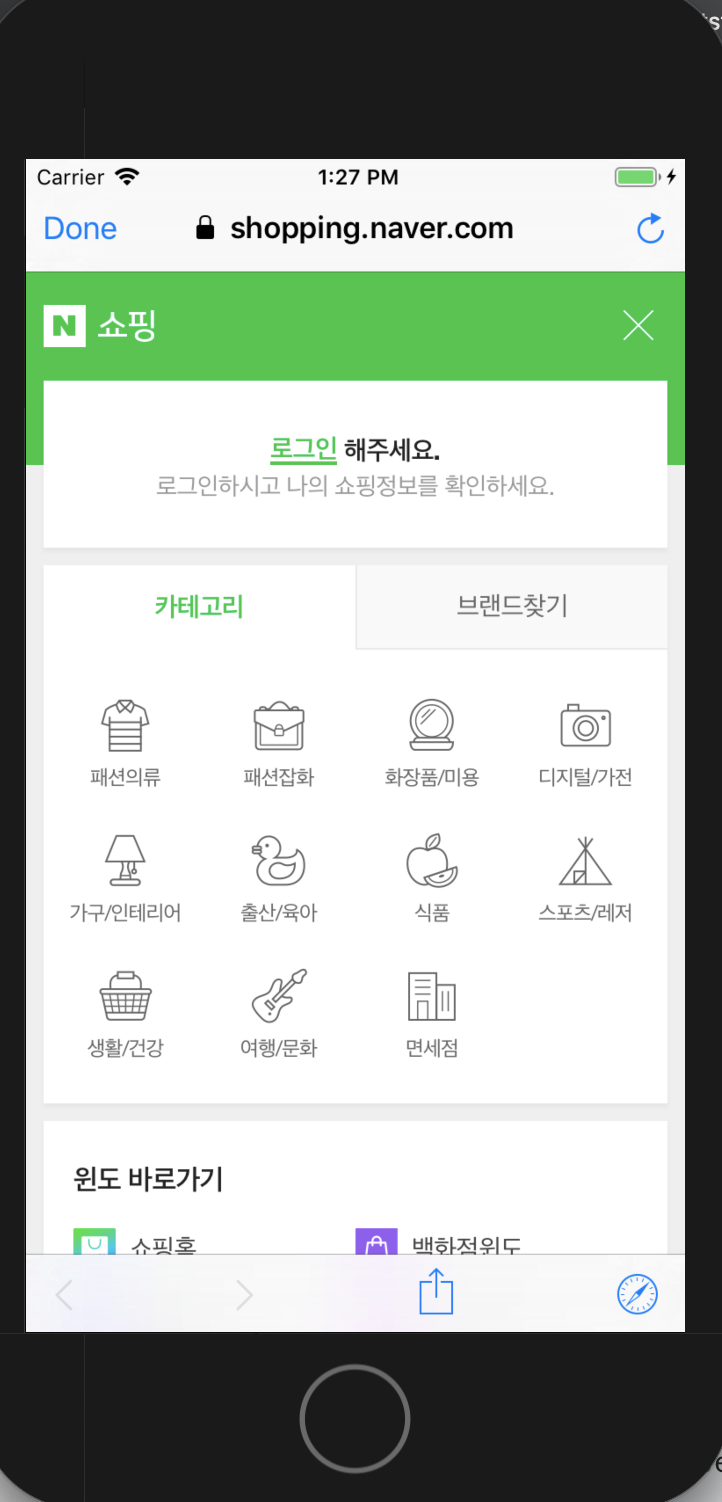 Carrier 1:27 PM
Done shopping.naver.com
N 쇼핑
로그인 해주세요.
로그인하시고 나의 쇼핑정보를 확인하세요.
카테고리 브랜드찾기
패션의류 패션잡화 화장품/미용 디지털/가전
가구/인테리어 출산/육아 식품 스포츠/레저
생활/건강 여행/문화 면세점
윈도 바로가기
쇼핑홈 백화점윈도